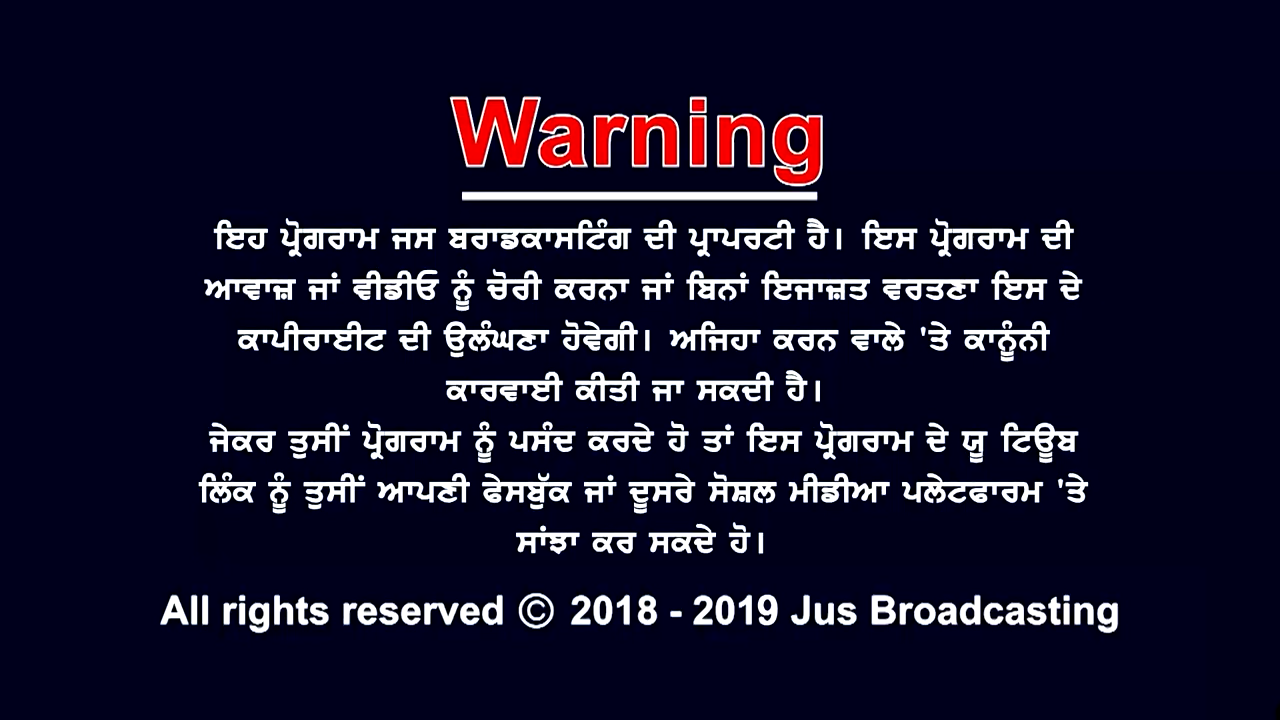 Warning
ਇਹ ਪ੍ਰੋਗਰਾਮ ਜਸ ਬਰਾਡਕਾਸਟਿੰਗ ਦੀ ਪ੍ਰਾਪਰਟੀ ਹੈ। ਇਸ ਪ੍ਰੋਗਰਾਮ ਦੀ
ਆਵਾਜ਼ ਜਾਂ ਵੀਡੀਓ ਨੂੰ ਚੋਰੀ ਕਰਨਾ ਜਾਂ ਬਿਨਾਂ ਇਜਾਜ਼ਤ ਵਰਤਣਾ ਇਸ ਦੇ
ਕਾਪੀਰਾਈਟ ਦੀ ਉਲੰਘਣਾ ਹੋਵੇਗੀ। ਅਜਿਹਾ ਕਰਨ ਵਾਲੇ 'ਤੇ ਕਾਨੂੰਨੀ
ਕਾਰਵਾਈ ਕੀਤੀ ਜਾ ਸਕਦੀ ਹੈ।
ਜੇਕਰ ਤੁਸੀਂ ਪ੍ਰੋਗਰਾਮ ਨੂੰ ਪਸੰਦ ਕਰਦੇ ਹੋ ਤਾਂ ਇਸ ਪ੍ਰੋਗਰਾਮ ਦੇ ਯੂ ਟਿਊਬ
ਲਿੰਕ ਨੂੰ ਤੁਸੀਂ ਆਪਣੀ ਫੇਸਬੁੱਕ ਜਾਂ ਦੂਸਰੇ ਸੋਸ਼ਲ ਮੀਡੀਆ ਪਲੇਟਫਾਰਮ 'ਤੇ
ਸਾਂਝਾ ਕਰ ਸਕਦੇ ਹੋ।
All rights reserved © 2018 - 2019 Jus Broadcasting